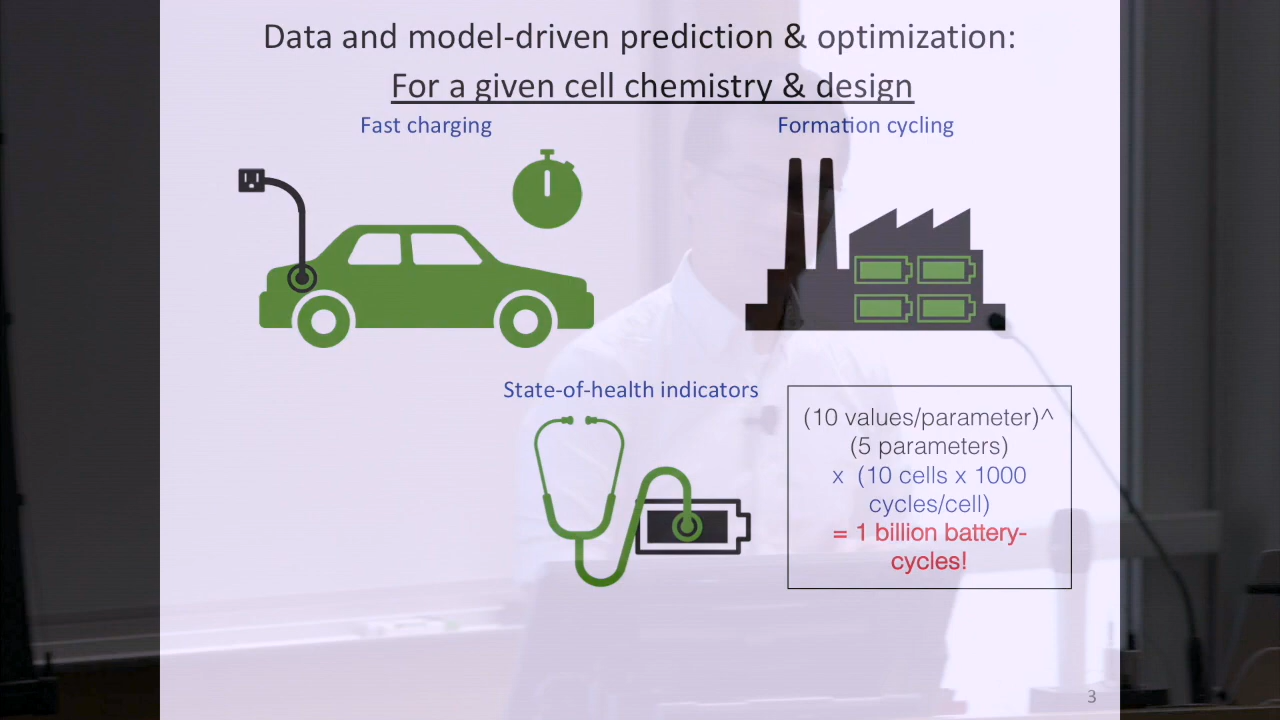 Data and model-driven prediction & optimization:
For a given cell chemistry & design
Fast charging
Formation cycling
State-of-health indicators
(10 values/parameter)^
(5 parameters)
x (10 cells x 1000
cycles/cell)
= 1 billion battery-
cycles!
3